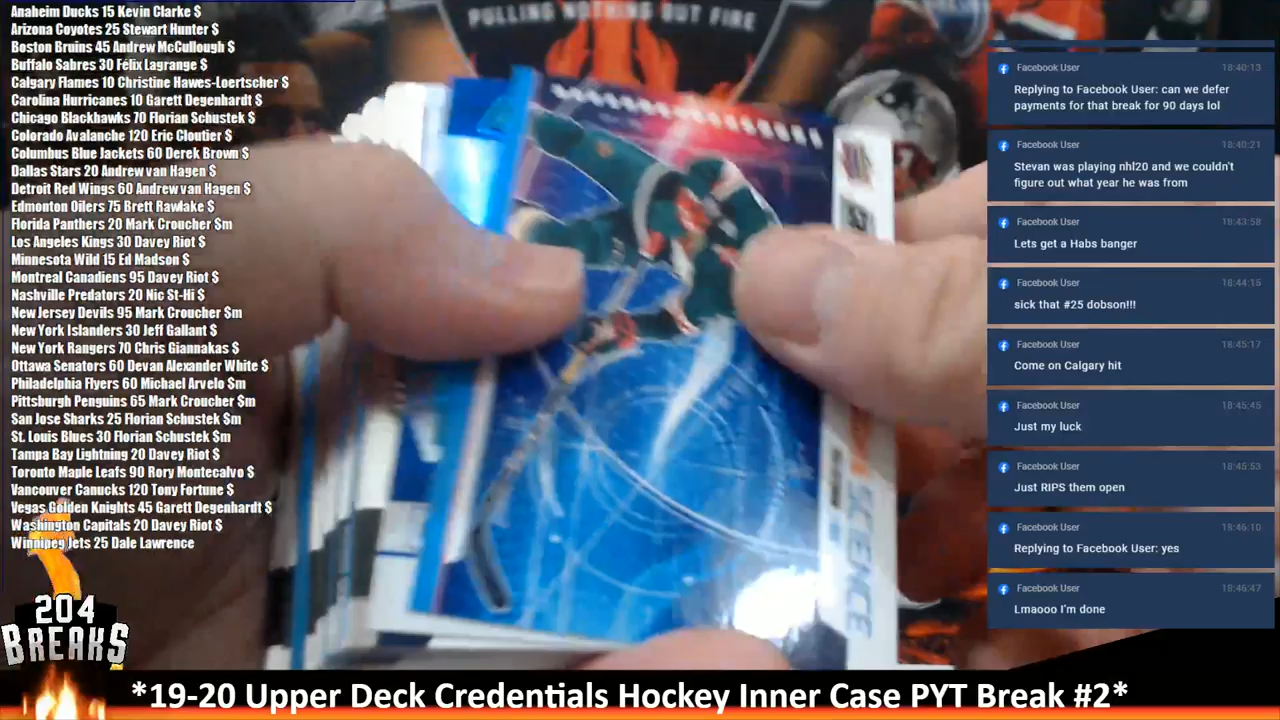 Anaheim Ducks 15 Kevin Clarke $
Arizona Coyotes 25 Stewart Hunter $
Boston Bruins 45 Andrew McCullough $
Buffalo Sabres 30 Félix Lagrange $
Calgary Flames 10 Christine Hawes-Loertscher $
Carolina Hurricanes 10 Garett Degenhardt $
Chicago Blackhawks 70 Florian Schustek $
Colorado Avalanche 120 Eric Cloutier $
Columbus Blue Jackets 60 Derek Brown $
Dallas Stars 20 Andrew van Hagen $
Detroit Red Wings 60 Andrew van Hagen $
Edmonton Oilers 75 Brett Rawlake $
Florida Panthers 20 Mark Croucher $m
Los Angeles Kings 30 Davey Riot $
Minnesota Wild 15 Ed Madson $
Montreal Canadiens 95 Davey Riot $
Nashville Predators 20 Nic St-Hi $
New Jersey Devils 95 Mark Croucher $m
New York Islanders 30 Jeff Gallant $
New York Rangers 70 Chris Giannakas $
Ottawa Senators 60 Devan Alexander White $
Philadelphia Flyers 60 Michael Arvelo $m
Pittsburgh Penguins 65 Mark Croucher $m
San Jose Sharks 25 Florian Schustek $m
St. Louis Blues 30 Florian Schustek $m
Tampa Bay Lightning 20 Davey Riot $
Toronto Maple Leafs 90 Rory Montecalvo $
Vancouver Canucks 120 Tony Fortune $
Vegas Golden Knights 45 Garett Degenhardt $
Washington Capitals 20 Davey Riot $
Winnipeg Jets 25 Dale Lawrence
204
BREAKS
PULLING NOTHING BUT FIRE
SCIENCE
Facebook User 18:40:13
Replying to Facebook User: can we defer
payments for that break for 90 days lol
Facebook User 18:40:21
Stevan was playing nhl20 and we couldn't
figure out what year he was from
Facebook User 18:43:58
Lets get a Habs banger
Facebook User 18:44:15
sick that #25 dobson!!!
Facebook User 18:45:17
Come on Calgary hit
Facebook User 18:45:45
Just my luck
Facebook User 18:45:53
Just RIPS them open
Facebook User 18:46:10
Replying to Facebook User: yes
Facebook User 18:46:47
Lmaooo I'm done
*19-20 Upper Deck Credentials Hockey Inner Case PYT Break #2*